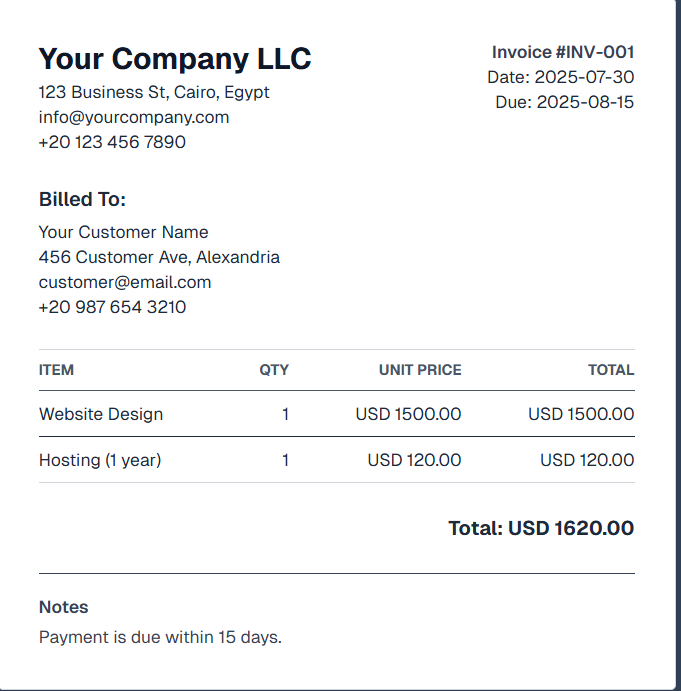 Your Company LLC
123 Business St, Cairo, Egypt
info@yourcompany.com
+20 123 456 7890
Invoice #INV-001
Date: 2025-07-30
Due: 2025-08-15
Billed To:
Your Customer Name
456 Customer Ave, Alexandria
customer@email.com
+20 987 654 3210
ITEM QTY UNIT PRICE TOTAL
Website Design 1 USD 1500.00 USD 1500.00
Hosting (1 year) 1 USD 120.00 USD 120.00
Total: USD 1620.00
Notes
Payment is due within 15 days.